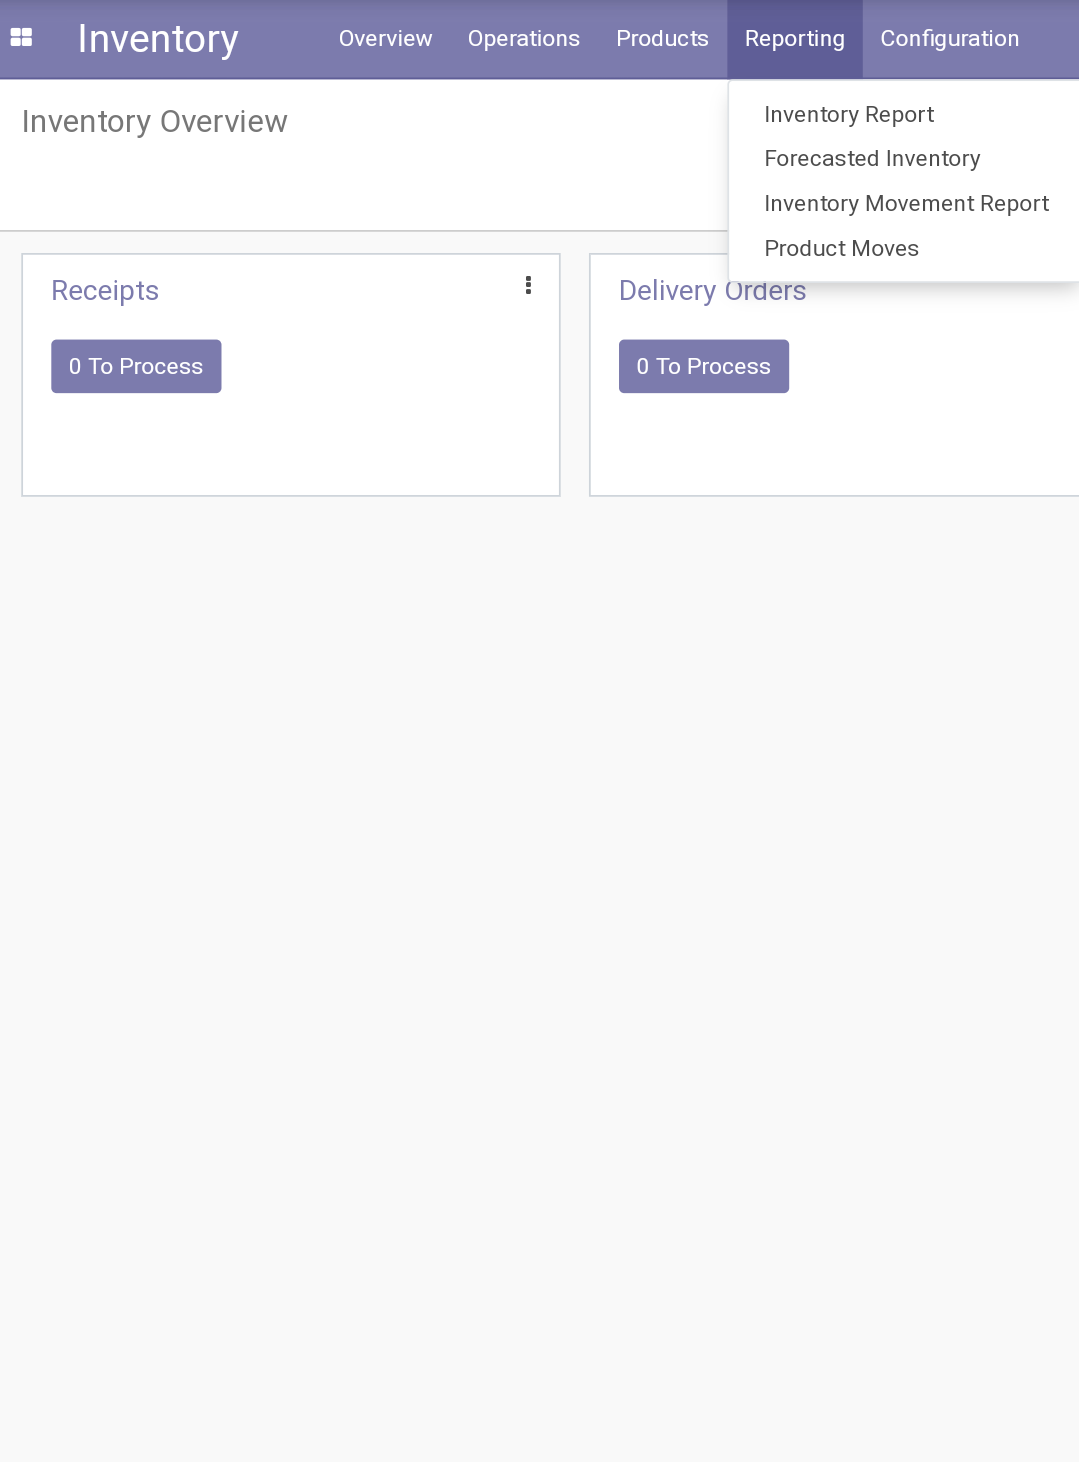 Inventory Overview Operations Products Reporting Configuration
Inventory Overview
Inventory Report
Forecasted Inventory
Inventory Movement Report
Product Moves
Receipts
Delivery Orders
0 To Process
0 To Process